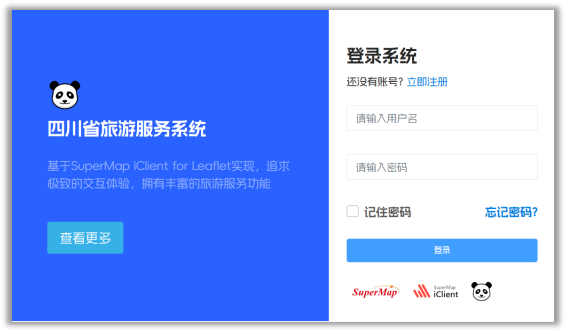 四川省旅游服务系统
基于SuperMap iClient for Leaflet实现，追求
极致的交互体验，拥有丰富的旅游服务功能
查看更多
登录系统
还没有账号? 立即注册
请输入用户名
请输入密码
记住密码 忘记密码?
登录
SuperMap
SuperMap
iClient